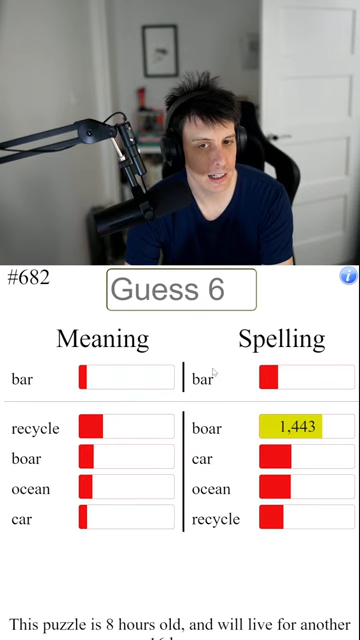 #682
Guess 6
i
Meaning Spelling
bar bar
recycle boar 1,443
boar car
ocean ocean
car recycle
This puzzle is 8 hours old, and will live for another